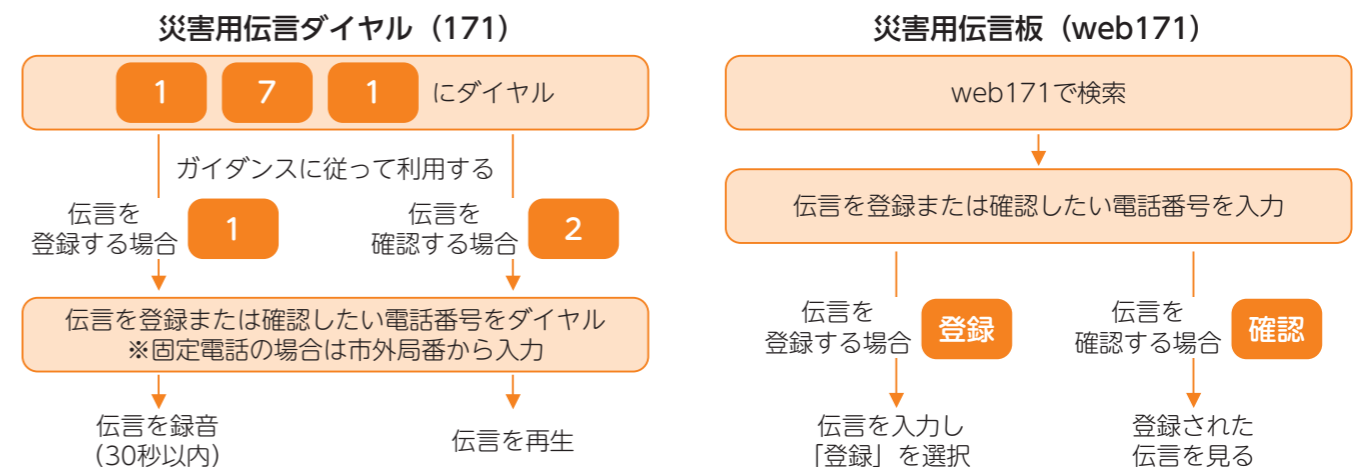 災害用伝言ダイヤル（171）
1 7 1 にダイヤル
ガイダンスに従って利用する
伝言を
登録する場合
1
伝言を
確認する場合
2
伝言を登録または確認したい電話番号をダイヤル
※固定電話の場合は市外局番から入力
伝言を録音
（30秒以内）
伝言を再生
災害用伝言板（web171）
web171で検索
伝言を登録または確認したい電話番号を入力
伝言を
登録する場合
登録
伝言を
確認する場合
確認
伝言を入力し
「登録」を選択
登録された
伝言を見る